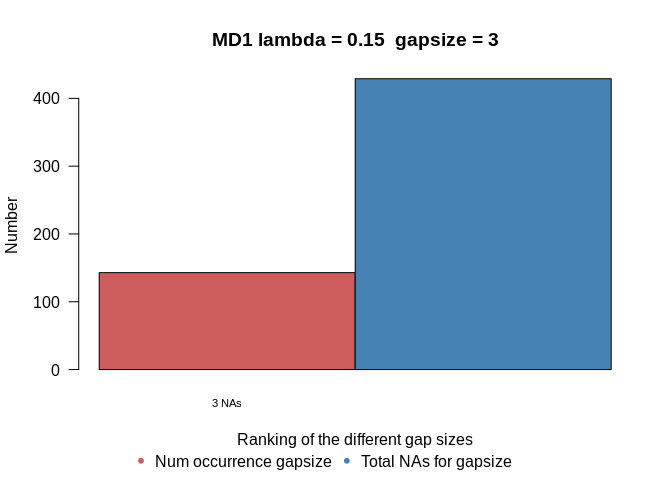 MD1 lambda = 0.15  gapsize = 3
Number
400
300
200
100
0
3 NAs
Ranking of the different gap sizes
Num occurrence gapsize
Total NAs for gapsize